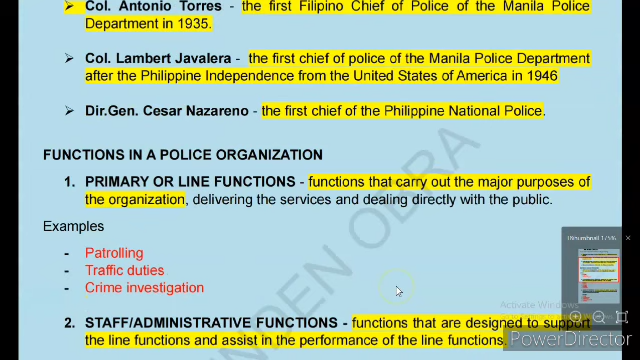 Col. Antonio Torres - the first Filipino Chief of Police of the Manila Police
Department in 1935.
Col. Lambert Javalera - the first chief of police of the Manila Police Department
after the Philippine Independence from the United States of America in 1946
Dir.Gen. Cesar Nazareno - the first chief of the Philippine National Police.
FUNCTIONS IN A POLICE ORGANIZATION
1. PRIMARY OR LINE FUNCTIONS - functions that carry out the major purposes of
the organization, delivering the services and dealing directly with the public.
Examples
- Patrolling
- Traffic duties
- Crime investigation
2. STAFF/ADMINISTRATIVE FUNCTIONS - functions that are designed to support
the line functions and assist in the performance of the line functions.
OBRA
Activate Windows
PowerDirector